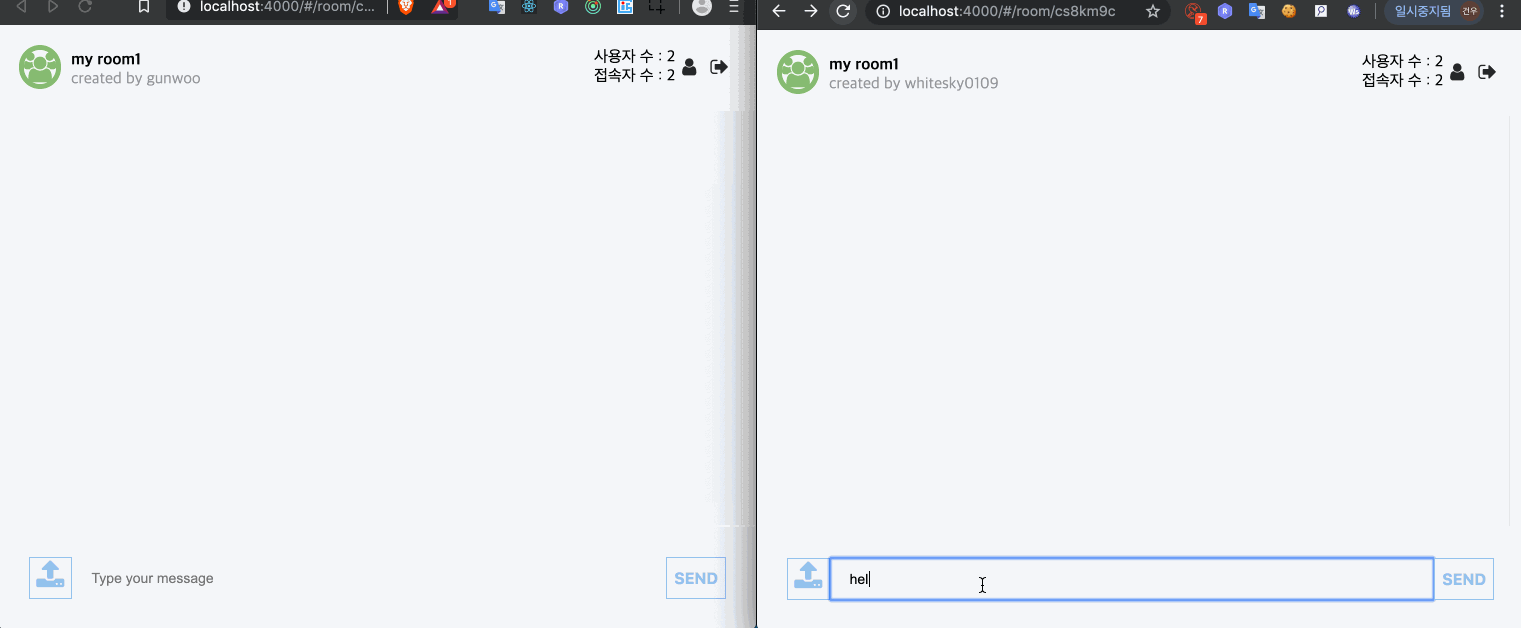 localhost:4000/#/room/c...
1
my room1
created by gunwoo
사용자 수 : 2
접속자 수 : 2
Type your message
SEND
localhost:4000/#/room/cs8km9c
7
일시중지됨
건우
my room1
created by whitesky0109
사용자 수 : 2
접속자 수 : 2
hel
SEND